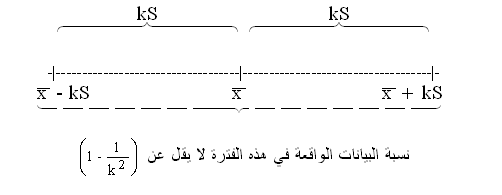 kS kS
x̅ - kS x̅ x̅ + kS
نسبة البيانات الواقعة في هذه الفترة لا يقل عن (1 - 1/k²)